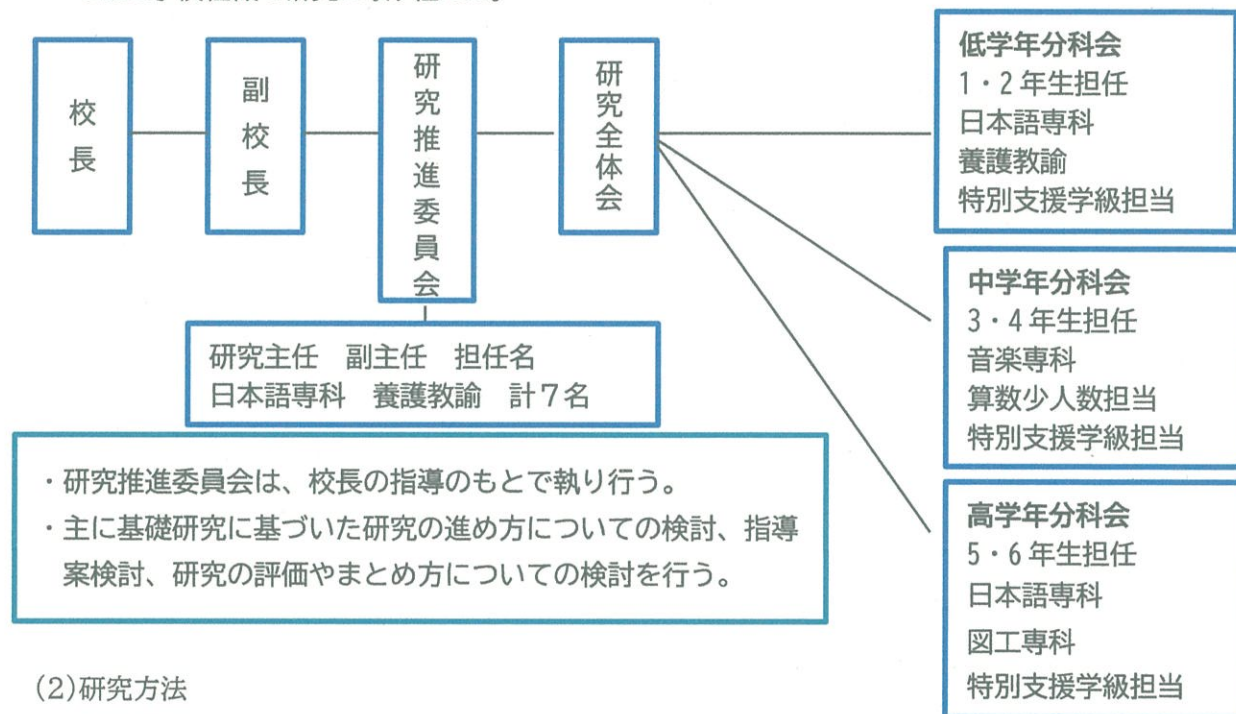 校長
副校長
研究推進委員会
研究全体会
研究主任 副主任 担任名
日本語専科 養護教諭 計7名
・研究推進委員会は、校長の指導のもとで執り行う。
・主に基礎研究に基づいた研究の進め方についての検討、指導
案検討、研究の評価やまとめ方についての検討を行う。
低学年分科会
1・2年生担任
日本語専科
養護教諭
特別支援学級担当
中学年分科会
3・4年生担任
音楽専科
算数少人数担当
特別支援学級担当
高学年分科会
5・6年生担任
日本語専科
図工専科
特別支援学級担当
(2)研究方法